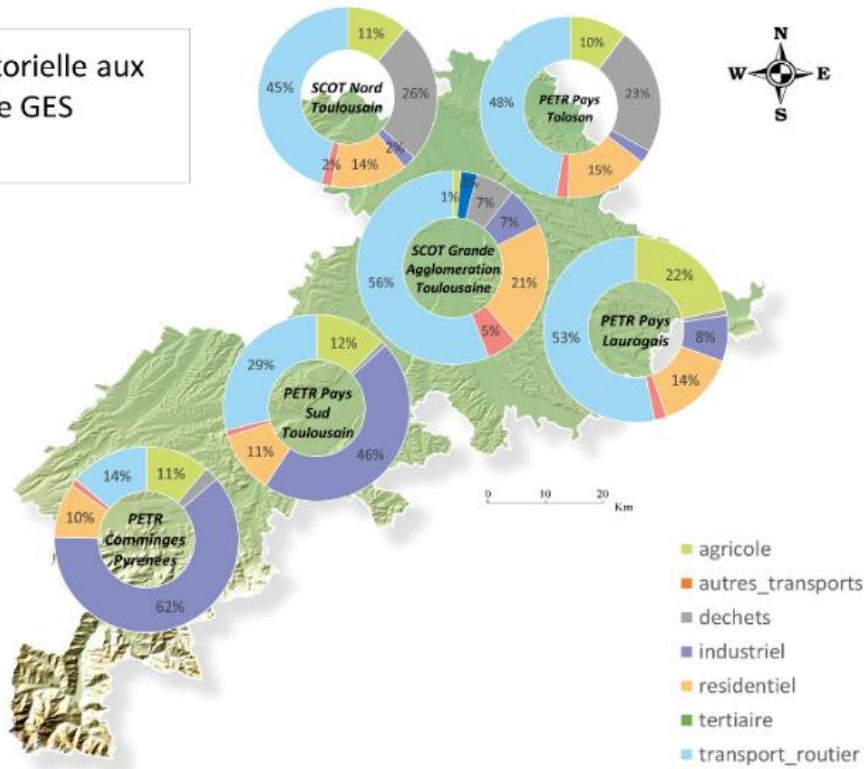 torielle aux
e GES
N
W E
S
11%
26%
2%
14%
2%
45%
SCOT Nord
Toulousain
10%
23%
15%
48%
PETR Pays
Tolosan
1%
7%
7%
21%
5%
56%
SCOT Grande
Agglomeration
Toulousaine
22%
8%
14%
53%
PETR Pays
Lauragais
12%
46%
11%
29%
PETR Pays
Sud
Toulousain
11%
62%
10%
14%
PETR
Comminges
Pyrenees
0 10 20
Km
agricole
autres_transports
dechets
industriel
residentiel
tertiaire
transport_routier